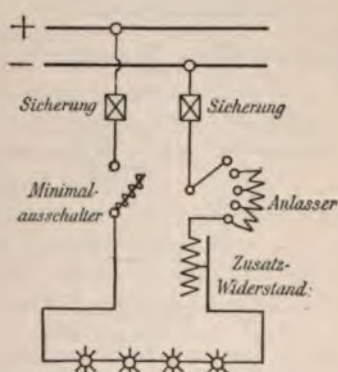 +
−
Sicherung
Sicherung
Minimal-
ausschalter
Anlasser
Zusatz-
Widerstand: